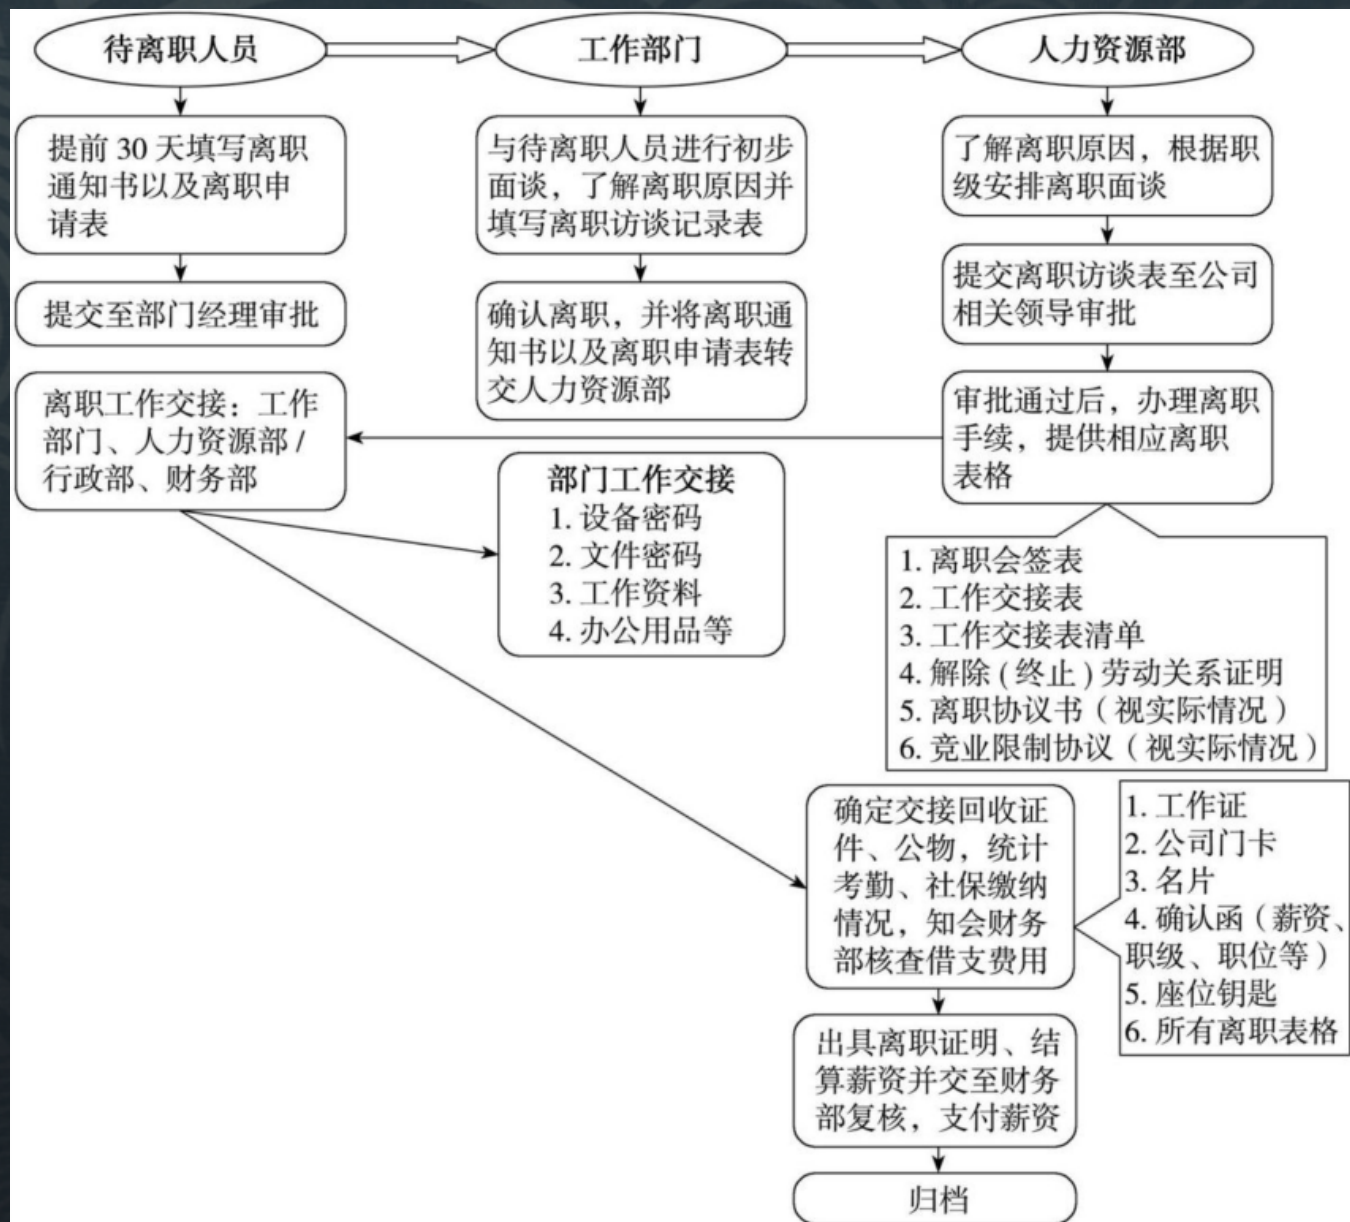 待离职人员
工作部门
人力资源部
提前 30 天填写离职
通知书以及离职申
请表
与待离职人员进行初步
面谈，了解离职原因并
填写离职访谈记录表
了解离职原因，根据职
级安排离职面谈
提交至部门经理审批
确认离职，并将离职通
知书以及离职申请表转
交人力资源部
提交离职访谈表至公司
相关领导审批
离职工作交接：工作
部门、人力资源部 /
行政部、财务部
审批通过后，办理离职
手续，提供相应离职
表格
部门工作交接
1. 设备密码
2. 文件密码
3. 工作资料
4. 办公用品等
1. 离职会签表
2. 工作交接表
3. 工作交接表清单
4. 解除 ( 终止 ) 劳动关系证明
5. 离职协议书（视实际情况）
6. 竞业限制协议（视实际情况）
确定交接回收证
件、公物，统计
考勤、社保缴纳
情况，知会财务
部核查借支费用
1. 工作证
2. 公司门卡
3. 名片
4. 确认函（薪资、
职级、职位等）
5. 座位钥匙
6. 所有离职表格
出具离职证明、结
算薪资并交至财务
部复核，支付薪资
归档